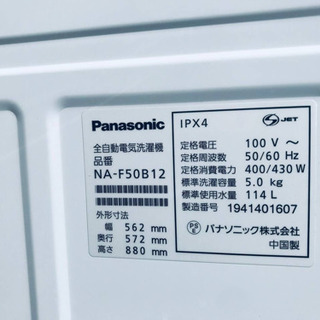 Panasonic
全自動電気洗濯機
品番
NA-F50B12
外形寸法
幅 562 mm
奥行 572 mm
高さ 880 mm
IPX4
S JET
定格電圧 100 V ～
定格周波数 50/60 Hz
定格消費電力 400/430 W
標準洗濯容量 5.0 kg
標準使用水量 114 L
製造番号 1941401607
PS E パナソニック株式会社
中国製